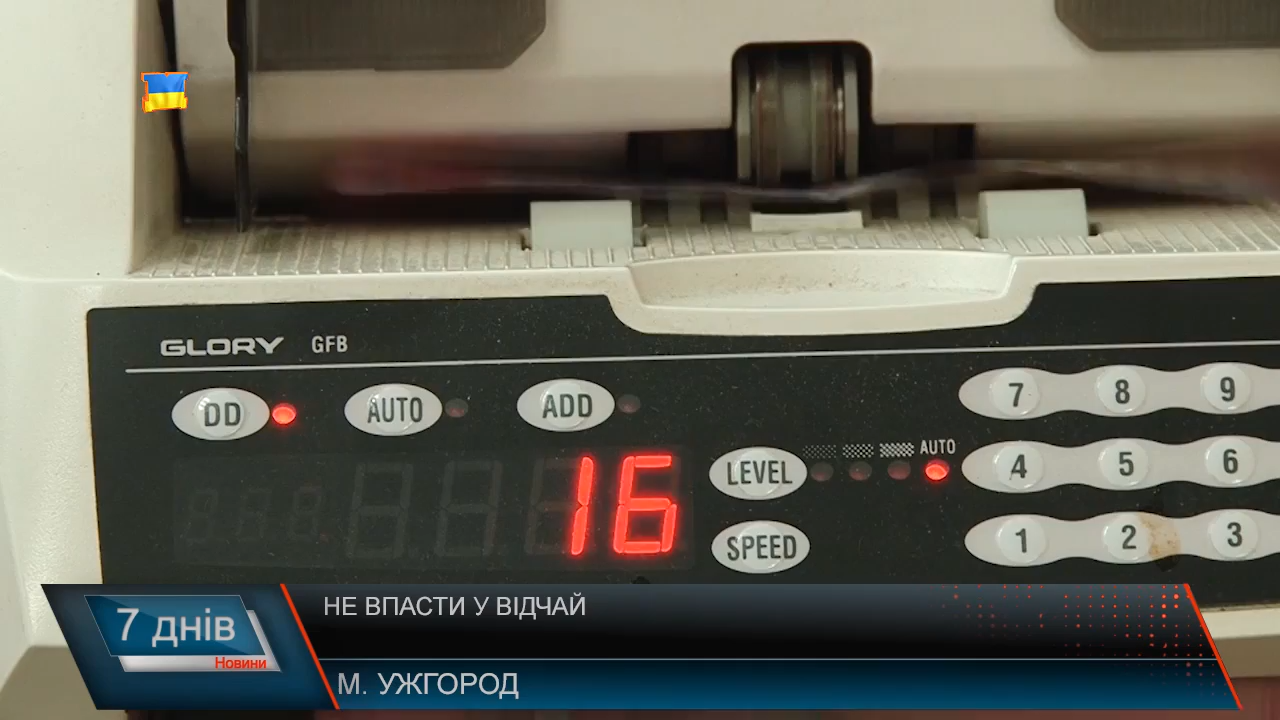 GLORY GFB
DD AUTO ADD
7 8 9
LEVEL AUTO
4 5 6
16
SPEED
1 2 3
7 днів
Новини
НЕ ВПАСТИ У ВІДЧАЙ
М. УЖГОРОД